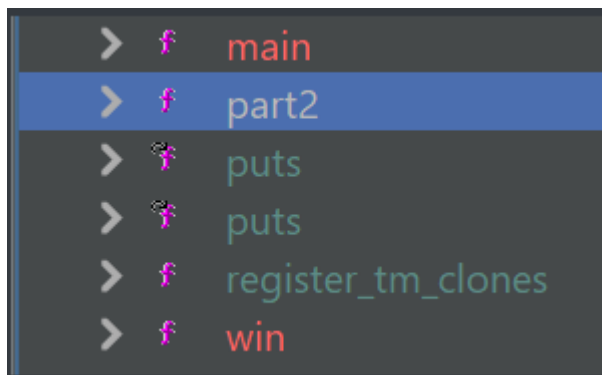 main
part2
puts
puts
register_tm_clones
win